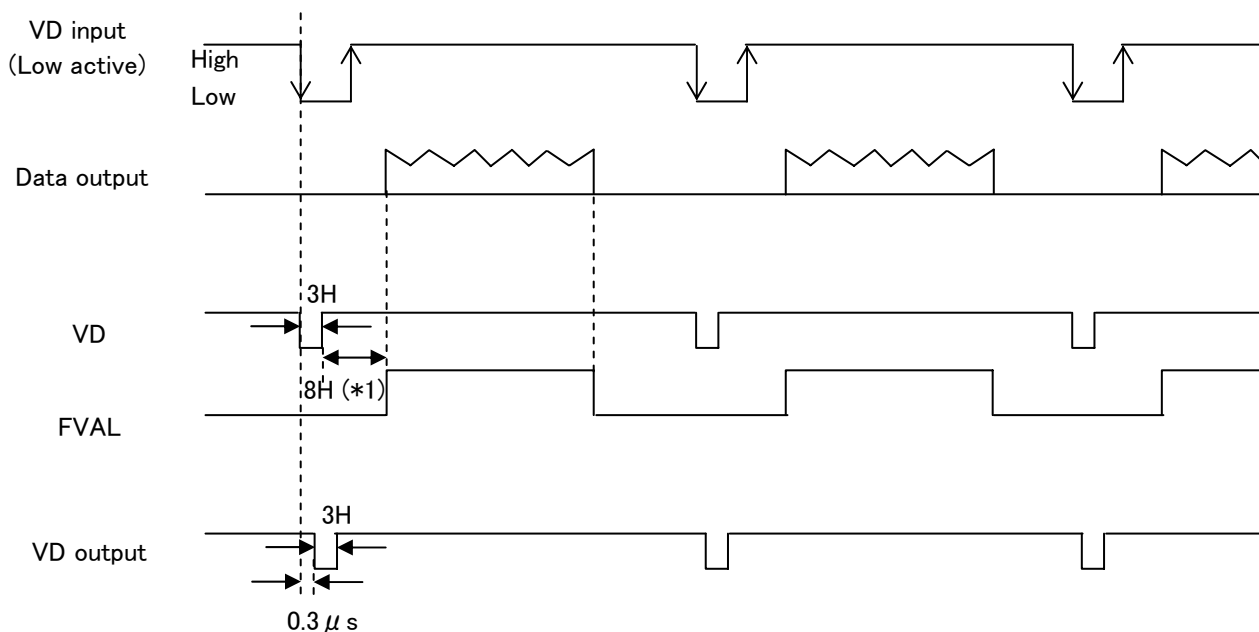 VD input
(Low active)
High
Low
Data output
3H
VD
8H (*1)
FVAL
3H
VD output
0.3 μ s